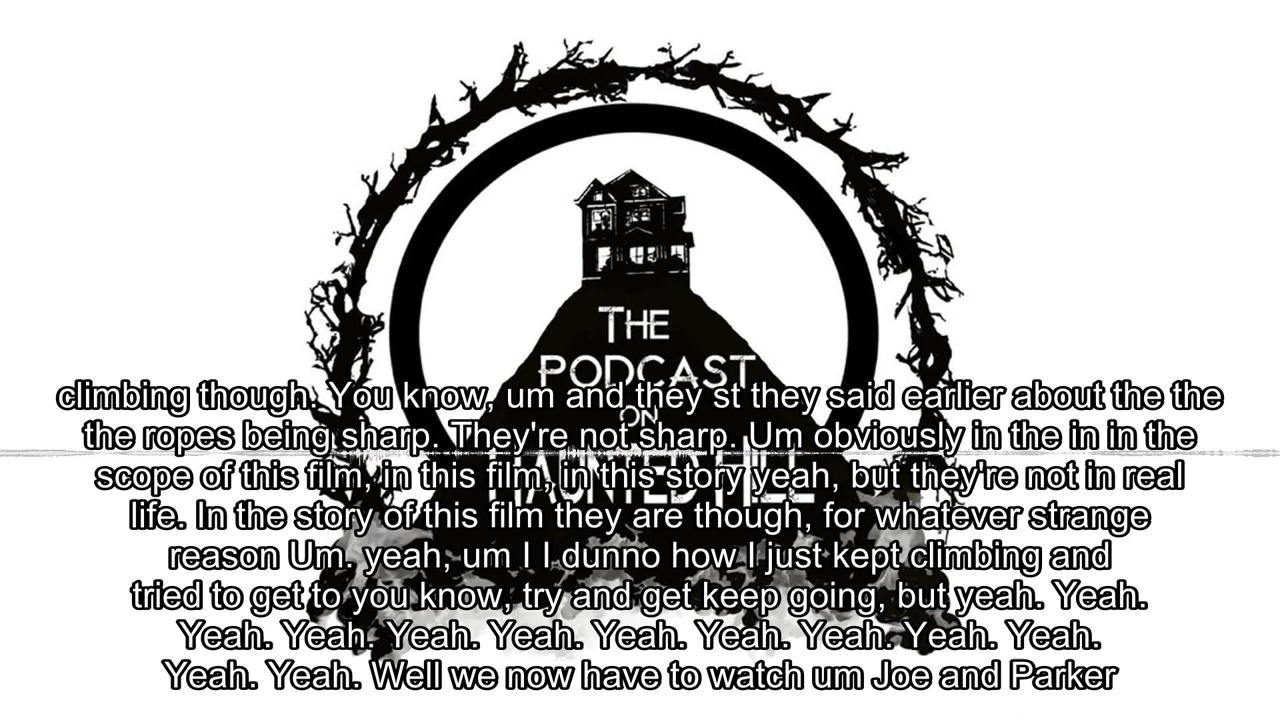 THE
PODCAST
ON
HAUNTED HILL
climbing though. You know, um and they st they said earlier about the the
the ropes being sharp. They're not sharp. Um obviously in the in in the
scope of this film, in this film, in this story yeah, but they're not in real
life. In the story of this film they are though, for whatever strange
reason Um. yeah, um I I dunno how I just kept climbing and
tried to get to you know, try and get keep going, but yeah. Yeah.
Yeah. Yeah. Yeah. Yeah. Yeah. Yeah. Yeah. Yeah. Yeah.
Yeah. Yeah. Well we now have to watch um Joe and Parker